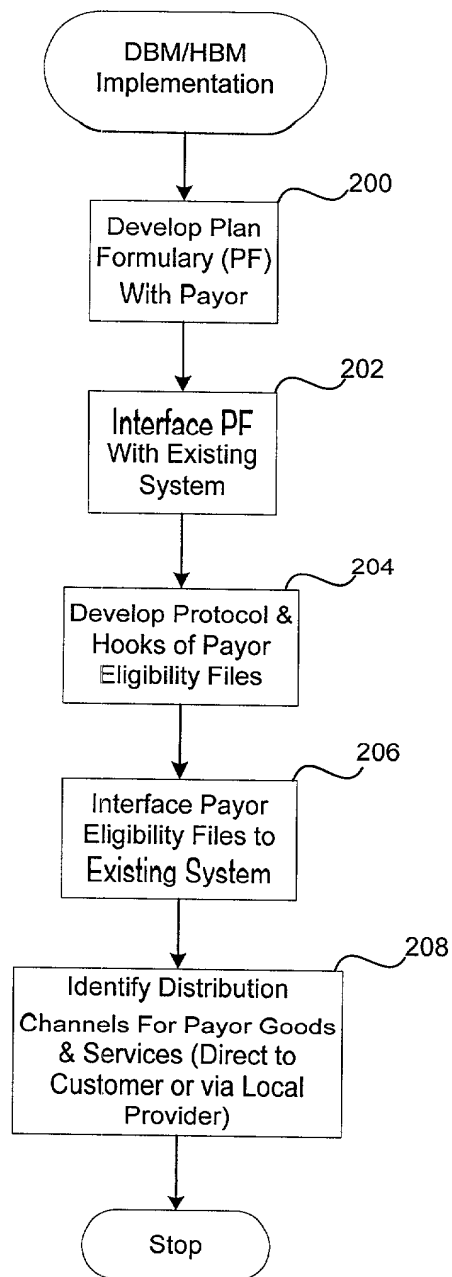 DBM/HBM
Implementation
200
Develop Plan
Formulary (PF)
With Payor
202
Interface PF
With Existing
System
204
Develop Protocol &
Hooks of Payor
Eligibility Files
206
Interface Payor
Eligibility Files to
Existing System
208
Identify Distribution
Channels For Payor Goods
& Services (Direct to
Customer or via Local
Provider)
Stop